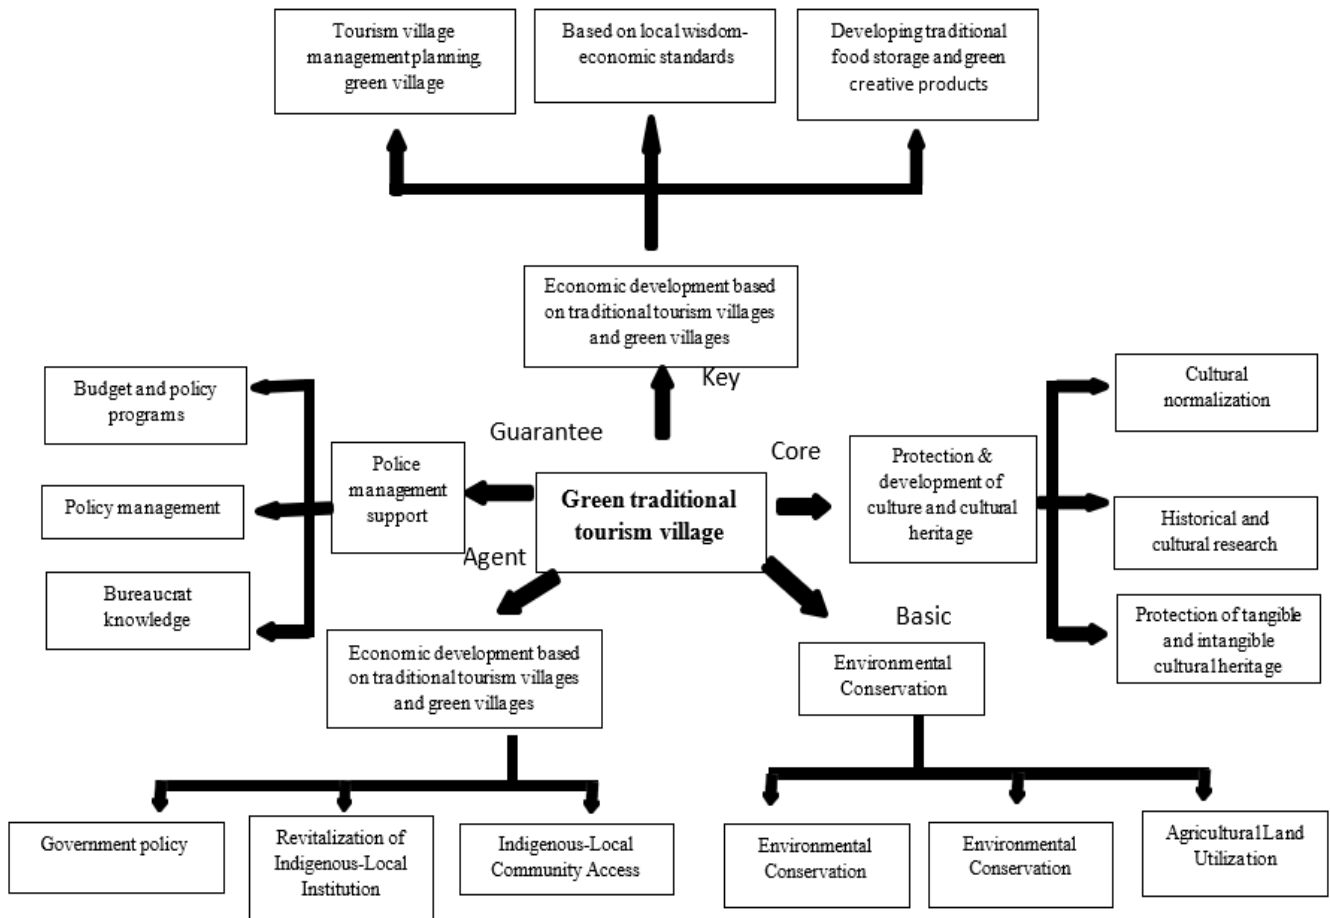 Tourism village
management planning,
green village
Based on local wisdom-
economic standards
Developing traditional
food storage and green
creative products
Economic development based
on traditional tourism villages
and green villages
Key
Budget and policy
programs
Policy management
Bureaucrat
knowledge
Guarantee
Police
management
support
Green traditional
tourism village
Core
Protection &
development of
culture and cultural
heritage
Cultural
normalization
Historical and
cultural research
Protection of tangible
and intangible
cultural heritage
Agent
Economic development based
on traditional tourism villages
and green villages
Basic
Environmental
Conservation
Government policy
Revitalization of
Indigenous-Local
Institution
Indigenous-Local
Community Access
Environmental
Conservation
Environmental
Conservation
Agricultural Land
Utilization